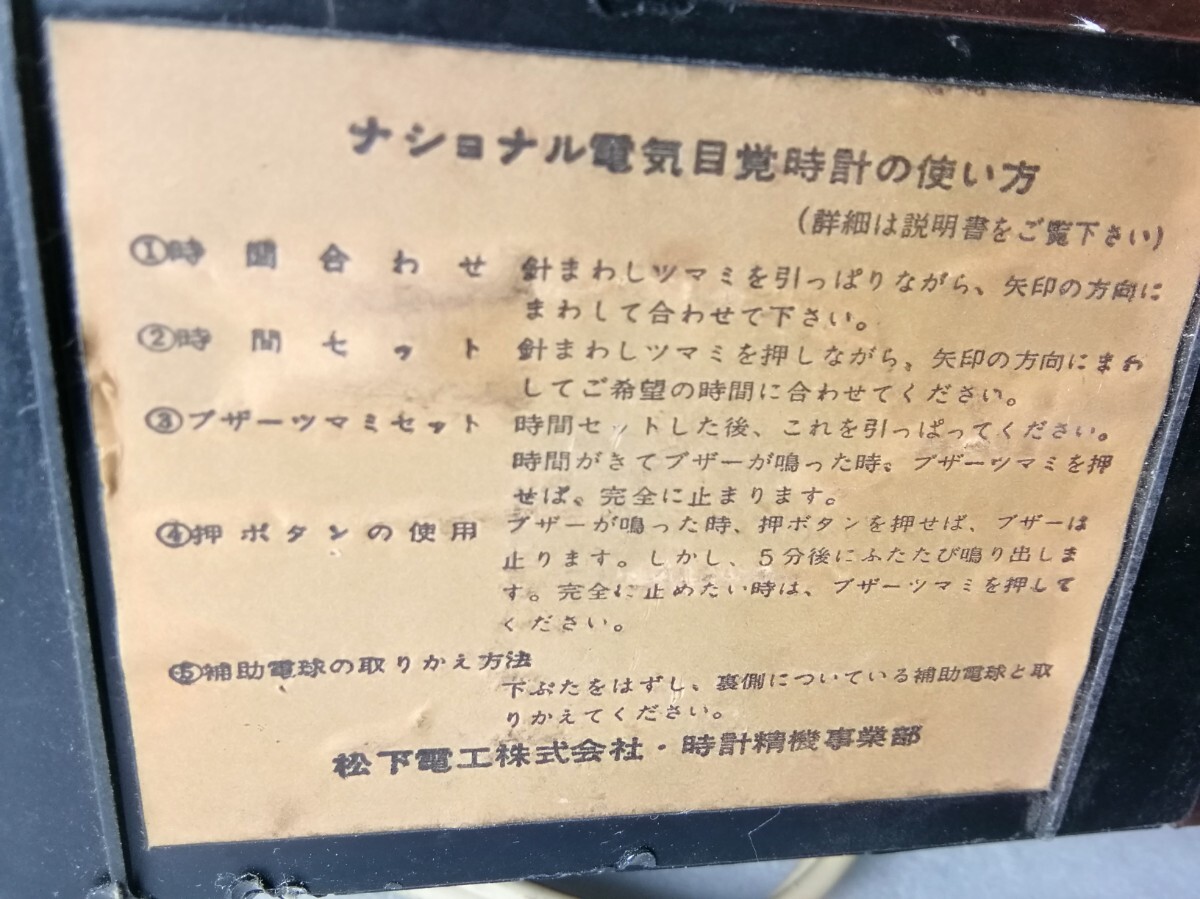 ナショナル電気目覚時計の使い方
(詳細は説明書をご覧下さい)
①時間合わせ 針まわしツマミを引っぱりながら、矢印の方向に
まわして合わせて下さい。
②時間セット 針まわしツマミを押しながら、矢印の方向にまわ
してご希望の時間に合わせてください。
③ブザーツマミセット 時間セットした後、これを引っぱってください。
時間がきてブザーが鳴った時、ブザーツマミを押
せば、完全に止まります。
④押ボタンの使用 ブザーが鳴った時、押ボタンを押せば、ブザーは
止ります。しかし、5分後にふたたび鳴り出しま
す。完全に止めたい時は、ブザーツマミを押して
ください。
⑤補助電球の取りかえ方法
下ぶたをはずし、裏側についている補助電球と取
りかえてください。
松下電工株式会社・時計精機事業部